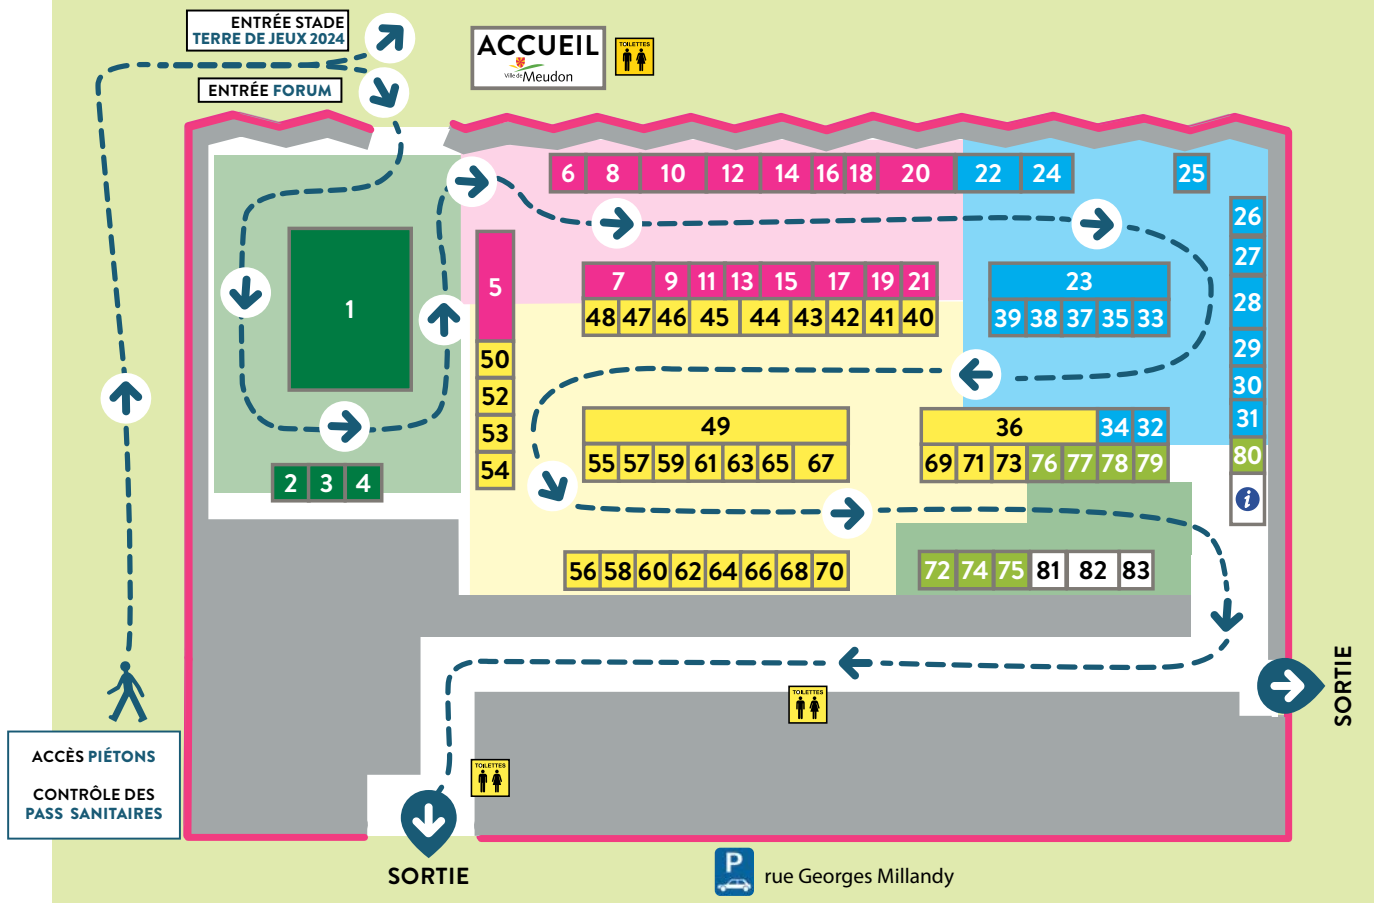 ENTRÉE STADE
TERRE DE JEUX 2024
ENTRÉE FORUM
ACCUEIL
Ville de Meudon
TOILETTES
6 8 10 12 14 16 18 20 22 24 25
26
27
28
29
30
31
80
i
1
2 3 4
5
50
52
53
54
7 9 11 13 15 17 19 21
48 47 46 45 44 43 42 41 40
23
39 38 37 35 33
49
55 57 59 61 63 65 67
36 34 32
69 71 73 76 77 78 79
56 58 60 62 64 66 68 70
72 74 75 81 82 83
TOILETTES
TOILETTES
SORTIE
ACCÈS PIÉTONS
CONTRÔLE DES
PASS SANITAIRES
SORTIE
P
rue Georges Millandy